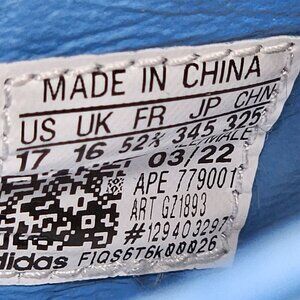 MADE IN CHINA
US UK FR JP CHN
17 16 52⅔ 345 325
03/22
APE 779001
ART GZ1893
#129403297
adidas F1QS6T6k00026